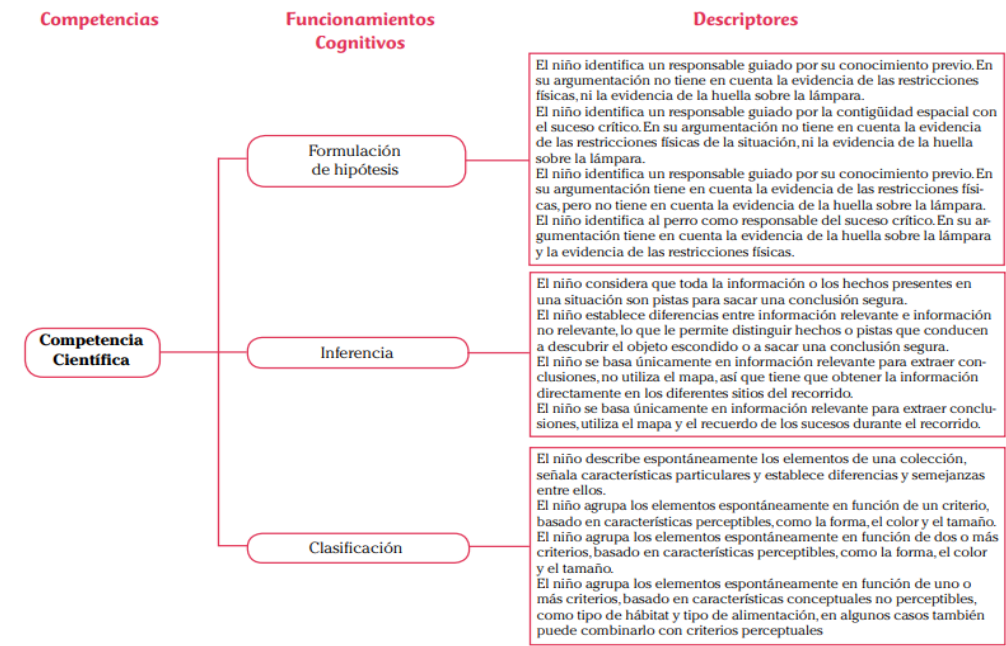 Competencias
Funcionamientos
Cognitivos
Descriptores
Competencia
Científica
Formulación
de hipótesis
El niño identifica un responsable guiado por su conocimiento previo. En
su argumentación no tiene en cuenta la evidencia de las restricciones
físicas, ni la evidencia de la huella sobre la lámpara.
El niño identifica un responsable guiado por la contigüidad espacial con
el suceso crítico. En su argumentación no tiene en cuenta la evidencia
de las restricciones físicas de la situación, ni la evidencia de la huella
sobre la lámpara.
El niño identifica un responsable guiado por su conocimiento previo. En
su argumentación tiene en cuenta la evidencia de las restricciones físi-
cas, pero no tiene en cuenta la evidencia de la huella sobre la lámpara.
El niño identifica al perro como responsable del suceso crítico. En su ar-
gumentación tiene en cuenta la evidencia de la huella sobre la lámpara
y la evidencia de las restricciones físicas.
Inferencia
El niño considera que toda la información o los hechos presentes en
una situación son pistas para sacar una conclusión segura.
El niño establece diferencias entre información relevante e información
no relevante, lo que le permite distinguir hechos o pistas que conducen
a descubrir el objeto escondido o a sacar una conclusión segura.
El niño se basa únicamente en información relevante para extraer con-
clusiones, no utiliza el mapa, así que tiene que obtener la información
directamente en los diferentes sitios del recorrido.
El niño se basa únicamente en información relevante para extraer conclu-
siones, utiliza el mapa y el recuerdo de los sucesos durante el recorrido.
Clasificación
El niño describe espontáneamente los elementos de una colección,
señala características particulares y establece diferencias y semejanzas
entre ellos.
El niño agrupa los elementos espontáneamente en función de un criterio,
basado en características perceptibles, como la forma, el color y el tamaño.
El niño agrupa los elementos espontáneamente en función de dos o más
criterios, basado en características perceptibles, como la forma, el color
y el tamaño.
El niño agrupa los elementos espontáneamente en función de uno o
más criterios, basado en características conceptuales no perceptibles,
como tipo de hábitat y tipo de alimentación, en algunos casos también
puede combinarlo con criterios perceptuales